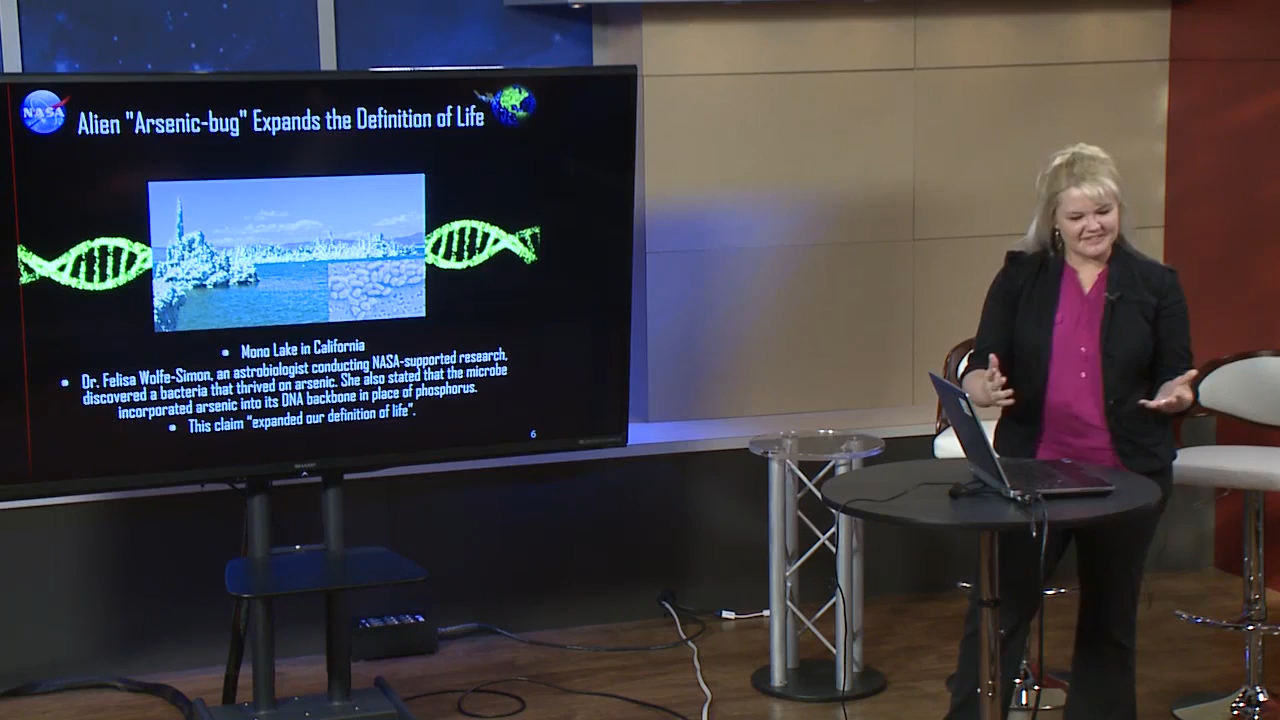 NASA
Alien "Arsenic-bug" Expands the Definition of Life
▪ Mono Lake in California
▪ Dr. Felisa Wolfe-Simon, an astrobiologist conducting NASA-supported research,
discovered a bacteria that thrived on arsenic. She also stated that the microbe
incorporated arsenic into its DNA backbone in place of phosphorus.
▪ This claim "expanded our definition of life".
6